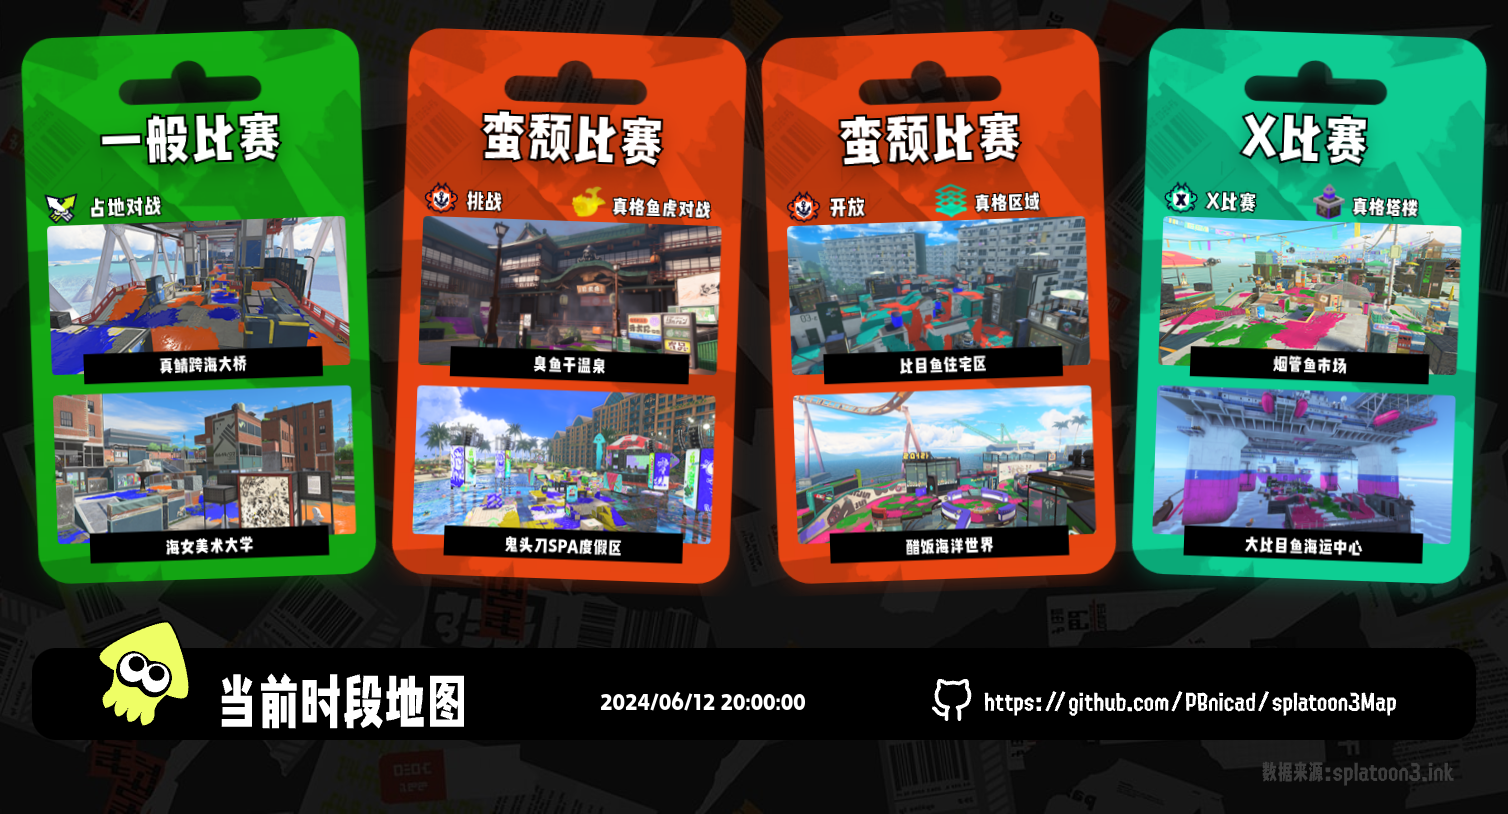 一般比赛
占地对战
真鲷跨海大桥
海女美术大学
蛮颓比赛
挑战
真格鱼虎对战
臭鱼干温泉
鬼头刀SPA度假区
蛮颓比赛
开放
真格区域
比目鱼住宅区
醋饭海洋世界
X比赛
X比赛
真格塔楼
烟管鱼市场
大比目鱼海运中心
当前时段地图
2024/06/12 20:00:00
https://github.com/PBnicad/splatoon3Map
数据来源:splatoon3.ink